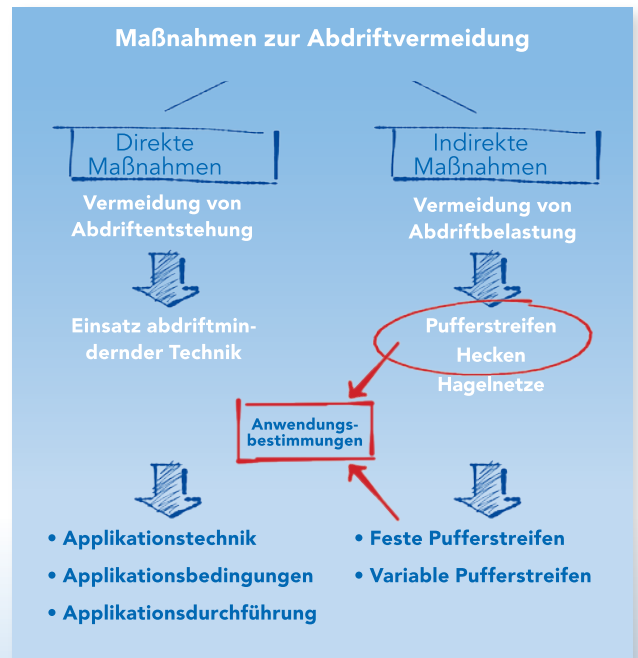 Maßnahmen zur Abdriftvermeidung
Direkte
Maßnahmen
Vermeidung von
Abdriftentstehung
Einsatz abdriftmin-
dernder Technik
Indirekte
Maßnahmen
Vermeidung von
Abdriftbelastung
Pufferstreifen
Hecken
Hagelnetze
Anwendungs-
bestimmungen
• Applikationstechnik
• Applikationsbedingungen
• Applikationsdurchführung
• Feste Pufferstreifen
• Variable Pufferstreifen